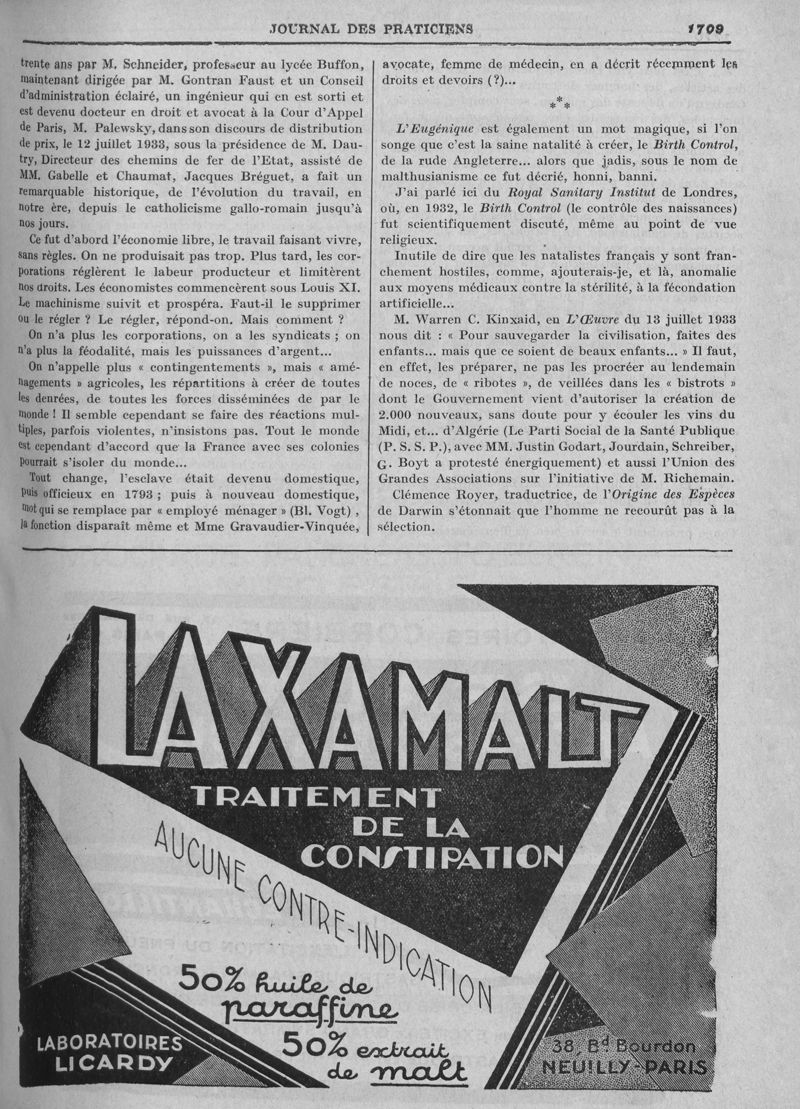 JOURNAL DES PRATICIENS
1709
trente ans par M. Schneider, professeur au lycée Buffon,
maintenant dirigée par M. Gontran Faust et un Conseil
d'administration éclairé, un ingénieur qui en est sorti et
est devenu docteur en droit et avocat à la Cour d'Appel
de Paris, M. Palewsky, dans son discours de distribution
de prix, le 12 juillet 1933, sous la présidence de M. Dau-
try, Directeur des chemins de fer de l'Etat, assisté de
MM. Gabelle et Chaumat, Jacques Bréguet, a fait un
remarquable historique, de l'évolution du travail, en
notre ère, depuis le catholicisme gallo-romain jusqu'à
nos jours.
Ce fut d'abord l'économie libre, le travail faisant vivre,
sans règles. On ne produisait pas trop. Plus tard, les cor-
porations réglèrent le labeur producteur et limitèrent
nos droits. Les économistes commencèrent sous Louis XI.
Le machinisme suivit et prospéra. Faut-il le supprimer
ou le régler ? Le régler, répond-on. Mais comment ?
On n'a plus les corporations, on a les syndicats ; on
n'a plus la féodalité, mais les puissances d'argent...
On n'appelle plus « contingentements », mais « amé-
nagements » agricoles, les répartitions à créer de toutes
les denrées, de toutes les forces disséminées de par le
monde ! Il semble cependant se faire des réactions mul-
tiples, parfois violentes, n'insistons pas. Tout le monde
est cependant d'accord que la France avec ses colonies
pourrait s'isoler du monde...
Tout change, l'esclave était devenu domestique,
puis officieux en 1793 ; puis à nouveau domestique,
mot qui se remplace par « employé ménager » (Bl. Vogt) ,
la fonction disparaît même et Mme Gravaudier-Vinquée,
avocate, femme de médecin, en a décrit récemment les
droits et devoirs (?)...
*
* *
L'Eugénique est également un mot magique, si l'on
songe que c'est la saine natalité à créer, le Birth Control,
de la rude Angleterre... alors que jadis, sous le nom de
malthusianisme ce fut décrié, honni, banni.
J'ai parlé ici du Royal Sanitary Institut de Londres,
où, en 1932, le Birth Control (le contrôle des naissances)
fut scientifiquement discuté, même au point de vue
religieux.
Inutile de dire que les natalistes français y sont fran-
chement hostiles, comme, ajouterais-je, et là, anomalie
aux moyens médicaux contre la stérilité, à la fécondation
artificielle...
M. Warren C. Kinxaid, en L'Œuvre du 13 juillet 1933
nous dit : « Pour sauvegarder la civilisation, faites des
enfants... mais que ce soient de beaux enfants... » Il faut,
en effet, les préparer, ne pas les procréer au lendemain
de noces, de « ribotes », de veillées dans les « bistrots »
dont le Gouvernement vient d'autoriser la création de
2.000 nouveaux, sans doute pour y écouler les vins du
Midi, et... d'Algérie (Le Parti Social de la Santé Publique
(P. S. S. P.), avec MM. Justin Godart, Jourdain, Schreiber,
G. Boyt a protesté énergiquement) et aussi l'Union des
Grandes Associations sur l'initiative de M. Richemain.
Clémence Royer, traductrice, de l'Origine des Espèces
de Darwin s'étonnait que l'homme ne recourût pas à la
sélection.
LAXAMALT
TRAITEMENT
DE LA
CONSTIPATION
AUCUNE CONTRE-INDICATION
50% huile de
paraffine
50% extrait
de malt
LABORATOIRES
LICARDY
38, Bd Bourdon
NEUILLY-PARIS